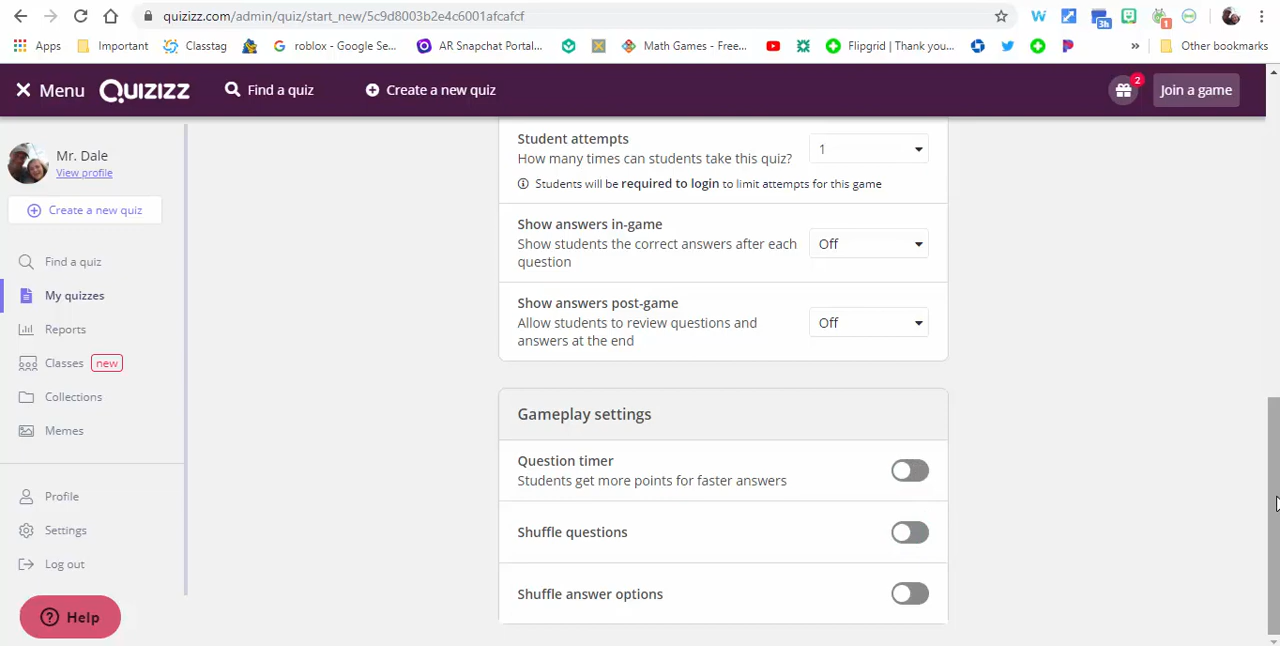 quizizz.com/admin/quiz/start_new/5c9d8003b2e4c6001afcafcf
3h
1
Apps
Important
Classtag
roblox - Google Se...
AR Snapchat Portal...
Math Games - Free...
Flipgrid | Thank you...
»
Other bookmarks
Menu
Quizizz
Find a quiz
Create a new quiz
2
Join a game
Mr. Dale
View profile
Create a new quiz
Find a quiz
My quizzes
Reports
Classes new
Collections
Memes
Profile
Settings
Log out
Help
Student attempts
How many times can students take this quiz?
1
Students will be required to login to limit attempts for this game
Show answers in-game
Show students the correct answers after each
question
Off
Show answers post-game
Allow students to review questions and
answers at the end
Off
Gameplay settings
Question timer
Students get more points for faster answers
Shuffle questions
Shuffle answer options